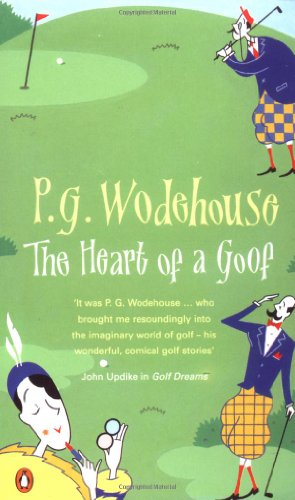 P.G. Wodehouse
The Heart of a Goof
'It was P. G. Wodehouse ... who
brought me resoundingly into
the imaginary world of golf – his
wonderful, comical golf stories'
John Updike in Golf Dreams